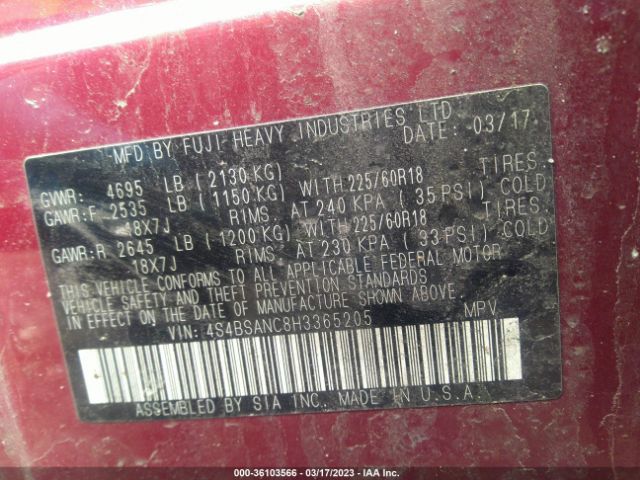 MFD BY FUJI HEAVY INDUSTRIES LTD.
DATE: 03/17
GVWR: 4695 LB (2130 KG)
GAWR:F 2535 LB (1150 KG) WITH 225/60R18 TIRES,
18X7J RIMS, AT 240 KPA (35 PSI) COLD
GAWR:R 2645 LB (1200 KG) WITH 225/60R18 TIRES,
18X7J RIMS, AT 230 KPA (33 PSI) COLD
THIS VEHICLE CONFORMS TO ALL APPLICABLE FEDERAL MOTOR
VEHICLE SAFETY AND THEFT PREVENTION STANDARDS
IN EFFECT ON THE DATE OF MANUFACTURE SHOWN ABOVE.
VIN: 4S4BSANC8H3365205 MPV
ASSEMBLED BY SIA INC. MADE IN U.S.A.
000-36103566 - 03/17/2023 - IAA Inc.